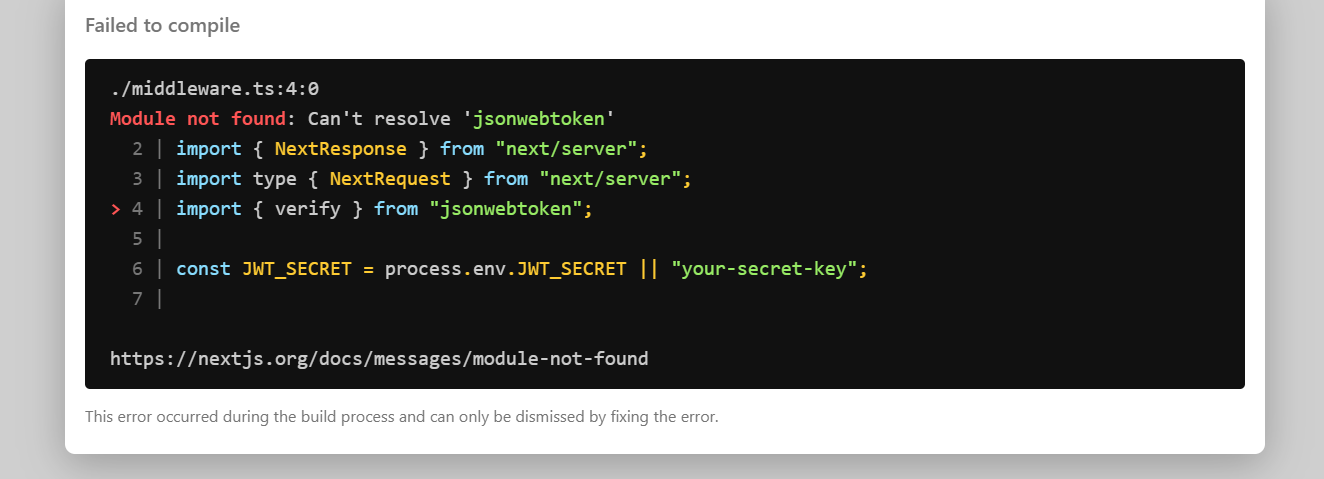 Failed to compile
./middleware.ts:4:0
Module not found: Can't resolve 'jsonwebtoken'
2 | import { NextResponse } from "next/server";
3 | import type { NextRequest } from "next/server";
> 4 | import { verify } from "jsonwebtoken";
5 |
6 | const JWT_SECRET = process.env.JWT_SECRET || "your-secret-key";
7 |
https://nextjs.org/docs/messages/module-not-found
This error occurred during the build process and can only be dismissed by fixing the error.